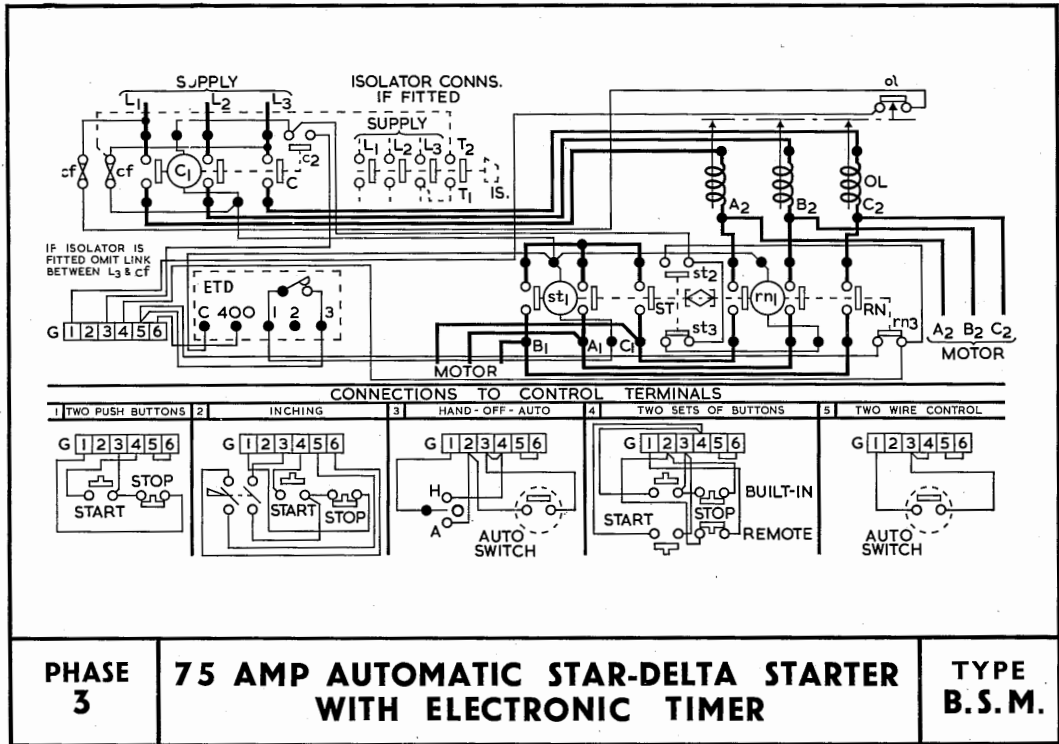 SUPPLY
L1 L2 L3
ISOLATOR CONNS.
IF FITTED
SUPPLY
L1 L2 L3 T2
T1
IS.
ol
cf cf
c1
c2
C
OL
A2 B2 C2
IF ISOLATOR IS
FITTED OMIT LINK
BETWEEN L3 & cf
ETD
C 400 1 2 3
G 1 2 3 4 5 6
st1
ST
st2
st3
rn1
RN
rn3
B1 A1 C1
MOTOR
A2 B2 C2
MOTOR
CONNECTIONS TO CONTROL TERMINALS
1 TWO PUSH BUTTONS
2 INCHING
3 HAND-OFF-AUTO
4 TWO SETS OF BUTTONS
5 TWO WIRE CONTROL
G 1 2 3 4 5 6
START
STOP
G 1 2 3 4 5 6
START
STOP
G 1 2 3 4 5 6
H
A
AUTO
SWITCH
G 1 2 3 4 5 6
BUILT-IN
START
STOP
REMOTE
G 1 2 3 4 5 6
AUTO
SWITCH
PHASE
3
75 AMP AUTOMATIC STAR-DELTA STARTER
WITH ELECTRONIC TIMER
TYPE
B.S.M.